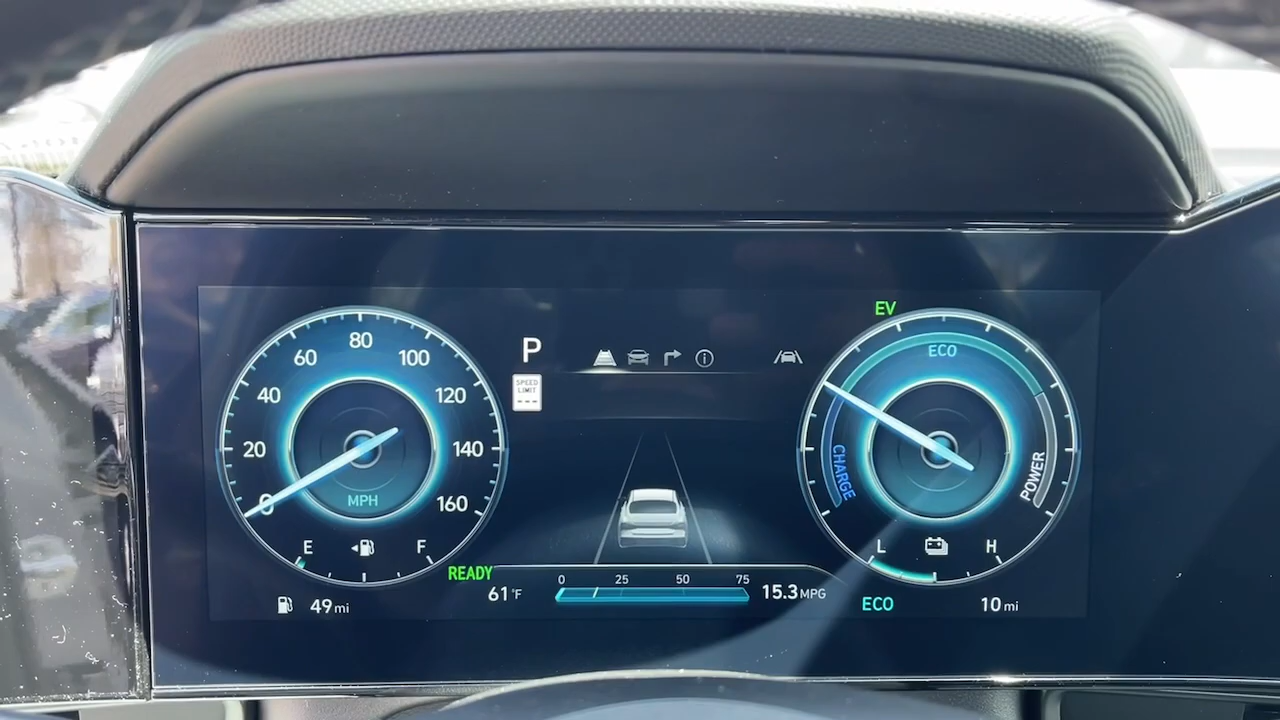 EV
80
60
100
40
120
20
140
0
160
MPH
E
F
49 mi
P
SPEED
LIMIT
---
READY
61°F
0
25
50
75
15.3 MPG
ECO
CHARGE
POWER
L
H
ECO
10 mi